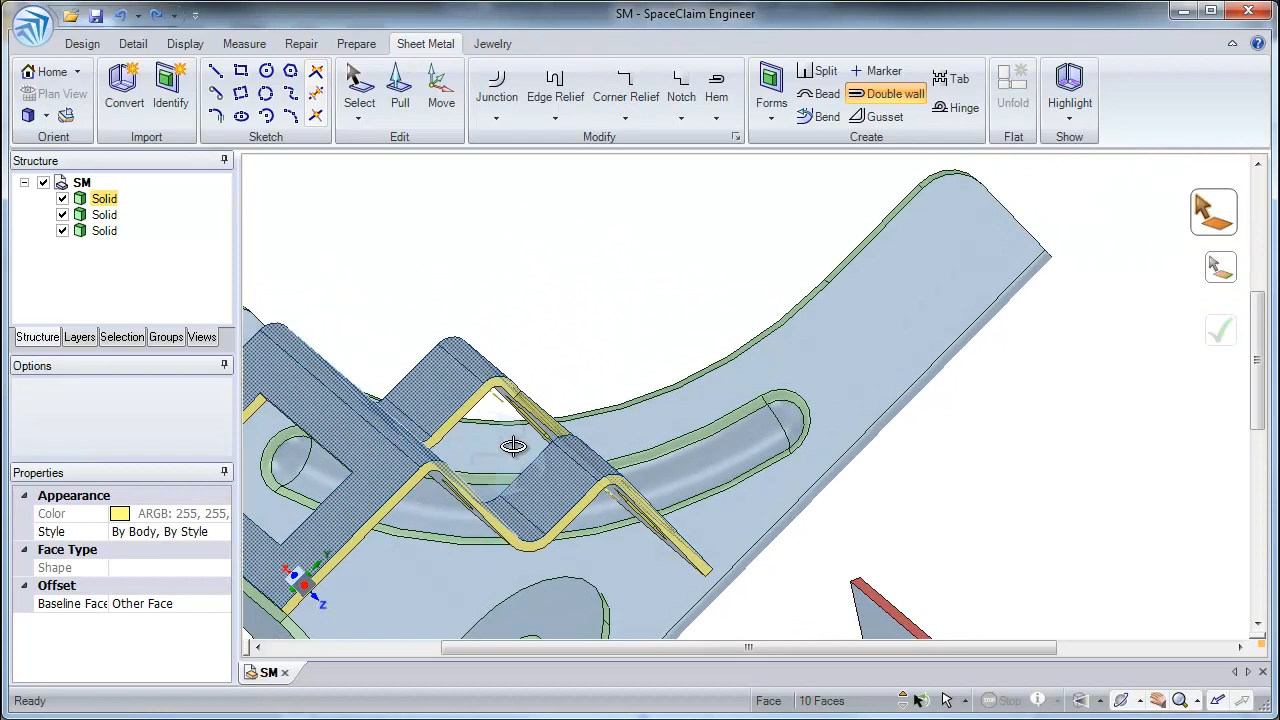 SM - SpaceClaim Engineer
Design Detail Display Measure Repair Prepare Sheet Metal Jewelry
Home
Plan View
Orient
Convert Identify
Import
Sketch
Select Pull Move
Edit
Junction Edge Relief Corner Relief Notch Hem
Modify
Forms
Split
Bead
Bend
Marker
Double wall
Gusset
Tab
Hinge
Create
Unfold
Flat
Highlight
Show
Structure
SM
Solid
Solid
Solid
Structure Layers Selection Groups Views
Options
Properties
Appearance
Color ARGB: 255, 255,
Style By Body, By Style
Face Type
Shape
Offset
Baseline Face Other Face
Y
X
Z
SM
Ready Face 10 Faces Stop